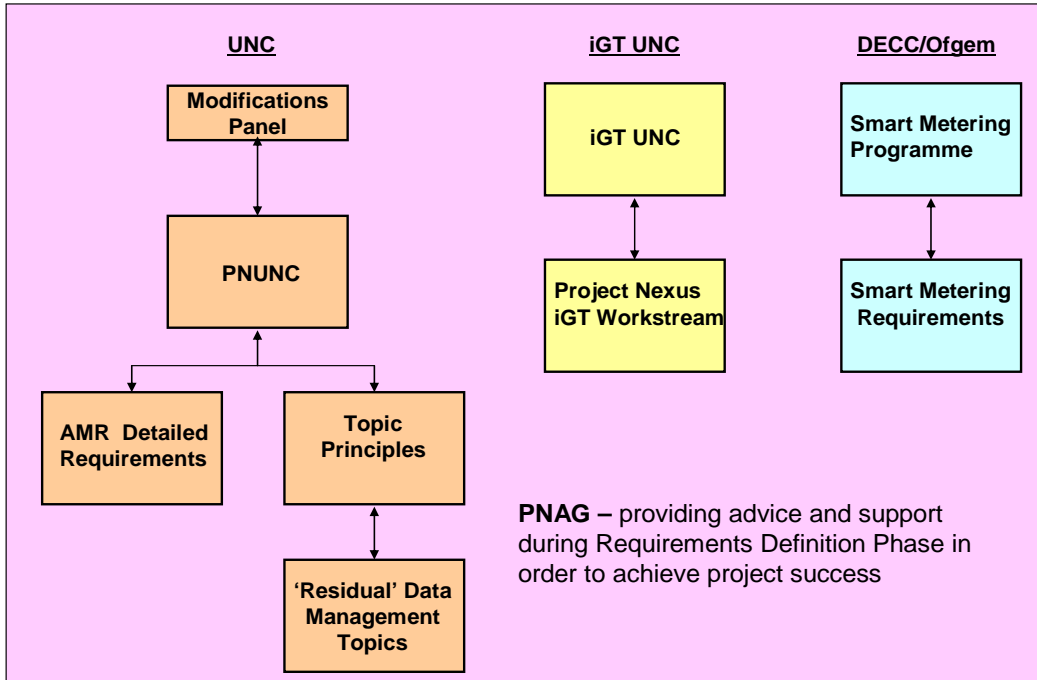 UNC
iGT UNC
DECC/Ofgem
Modifications
Panel
iGT UNC
Smart Metering
Programme
PNUNC
Project Nexus
iGT Workstream
Smart Metering
Requirements
AMR Detailed
Requirements
Topic
Principles
PNAG – providing advice and support
during Requirements Definition Phase in
order to achieve project success
‘Residual’ Data
Management
Topics